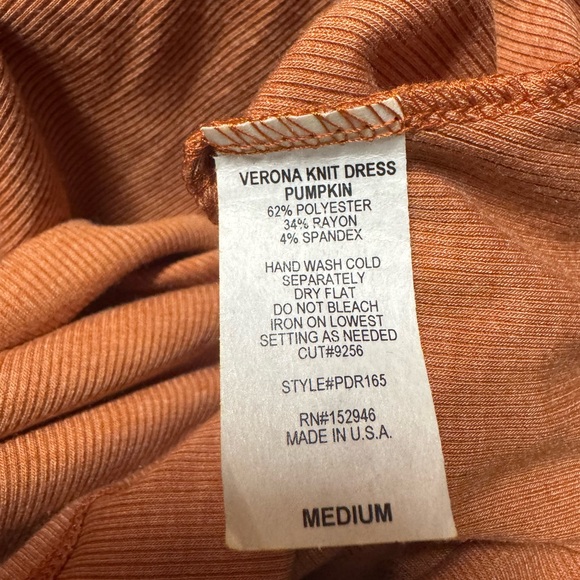 VERONA KNIT DRESS
PUMPKIN
62% POLYESTER
34% RAYON
4% SPANDEX
HAND WASH COLD
SEPARATELY
DRY FLAT
DO NOT BLEACH
IRON ON LOWEST
SETTING AS NEEDED
CUT#9256
STYLE#PDR165
RN#152946
MADE IN U.S.A.
MEDIUM